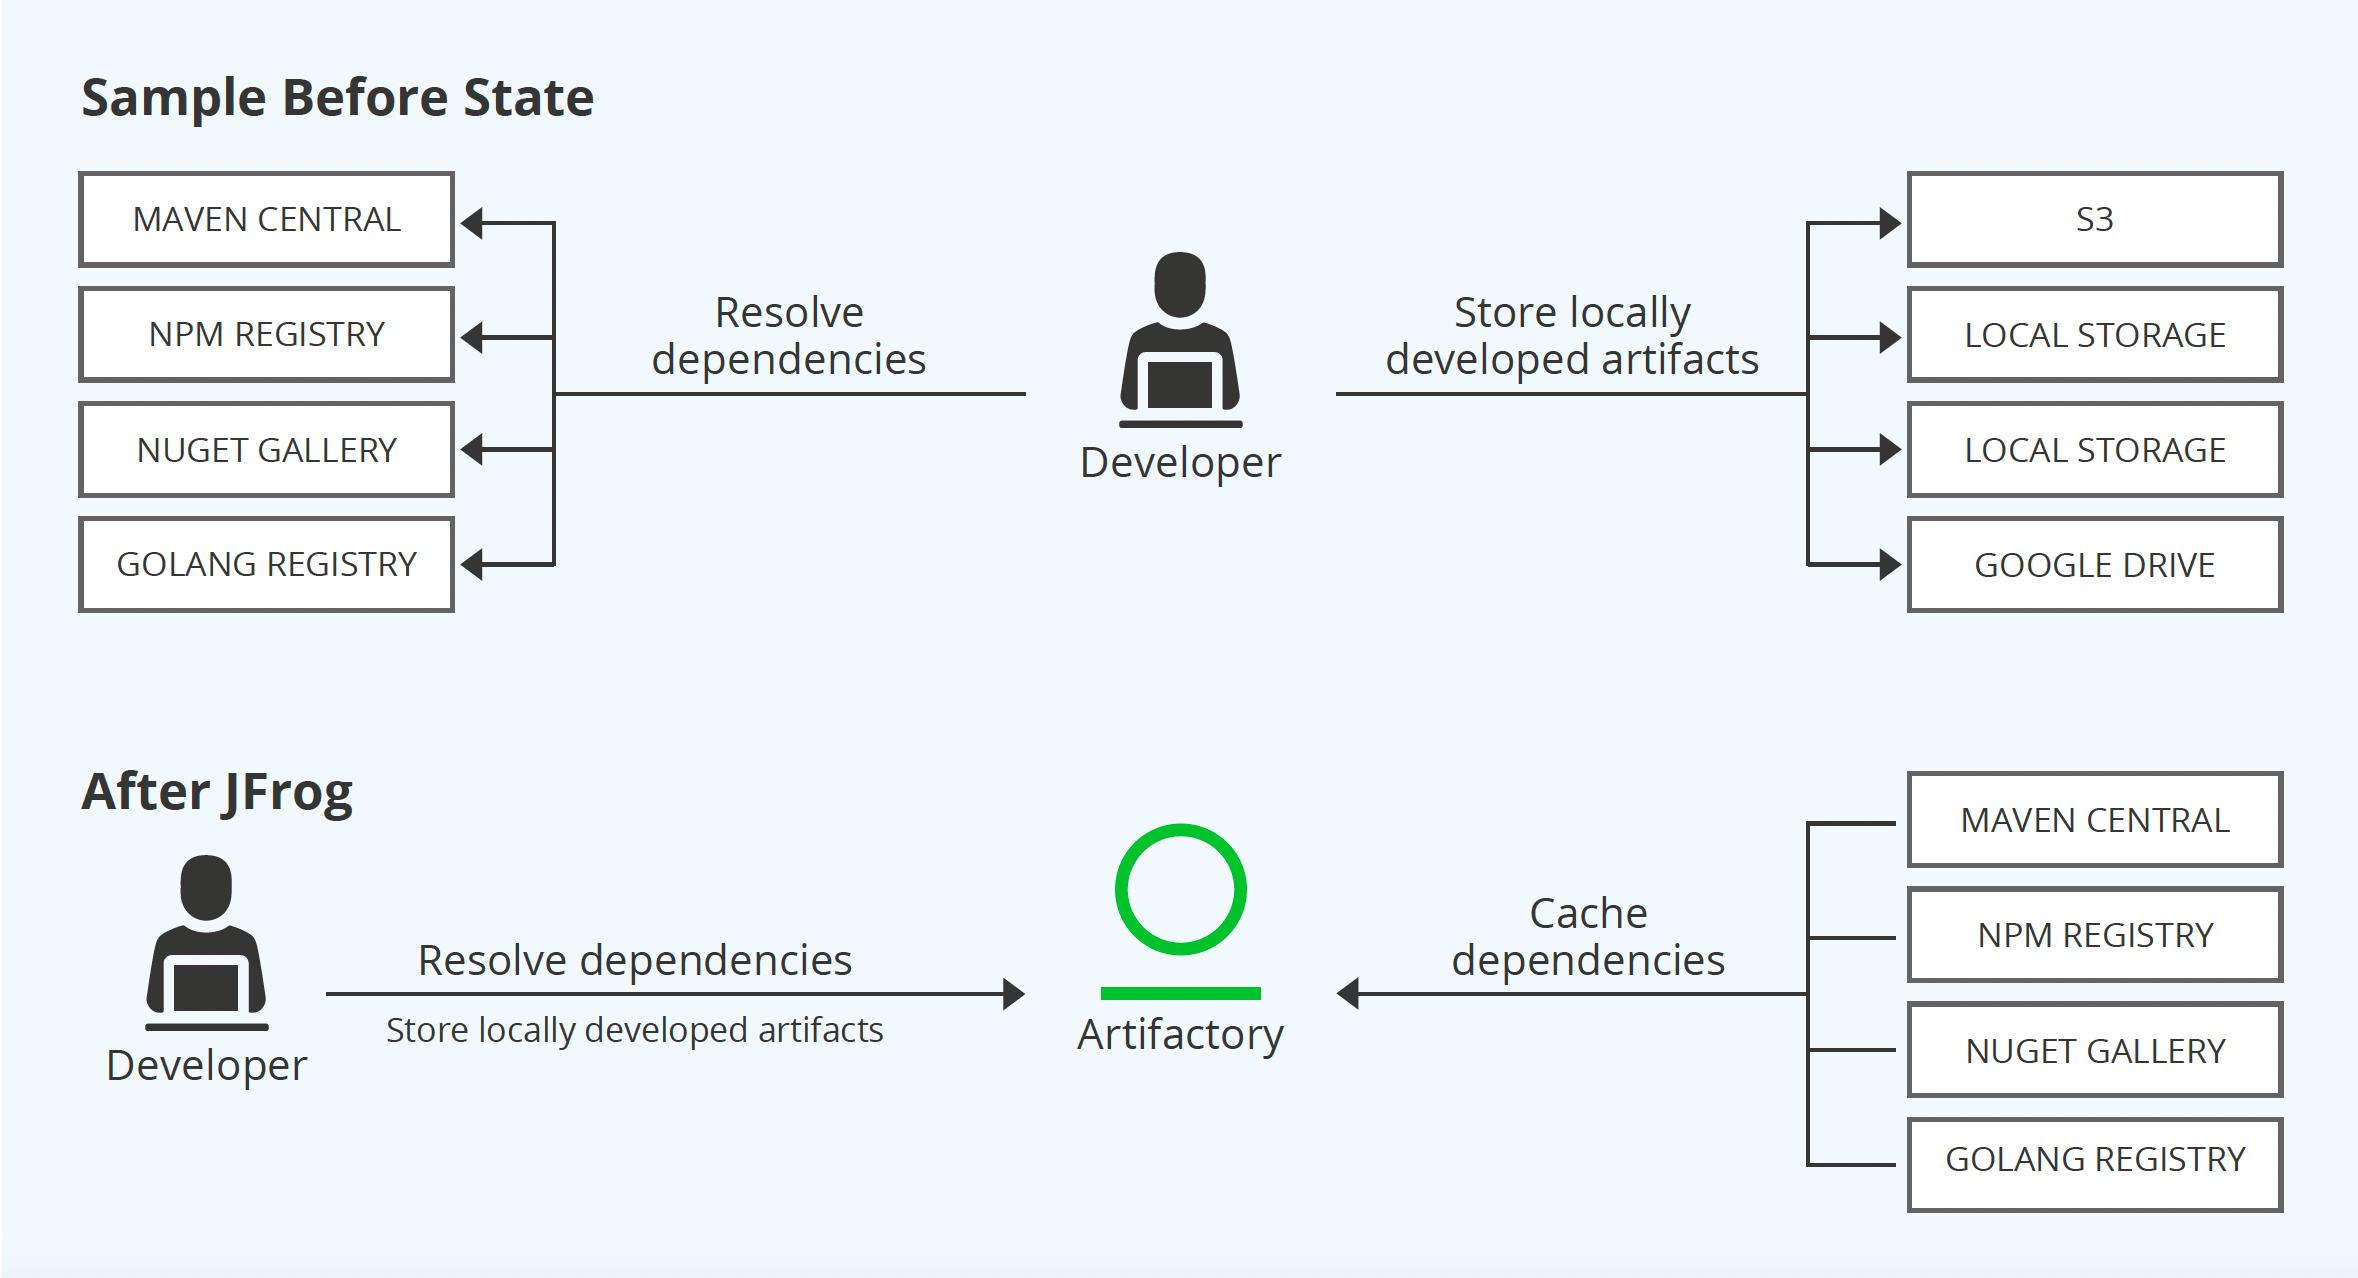 Sample Before State
MAVEN CENTRAL
NPM REGISTRY
NUGET GALLERY
GOLANG REGISTRY
Resolve
dependencies
Developer
Store locally
developed artifacts
S3
LOCAL STORAGE
LOCAL STORAGE
GOOGLE DRIVE
After JFrog
Developer
Resolve dependencies
Store locally developed artifacts
Artifactory
Cache
dependencies
MAVEN CENTRAL
NPM REGISTRY
NUGET GALLERY
GOLANG REGISTRY